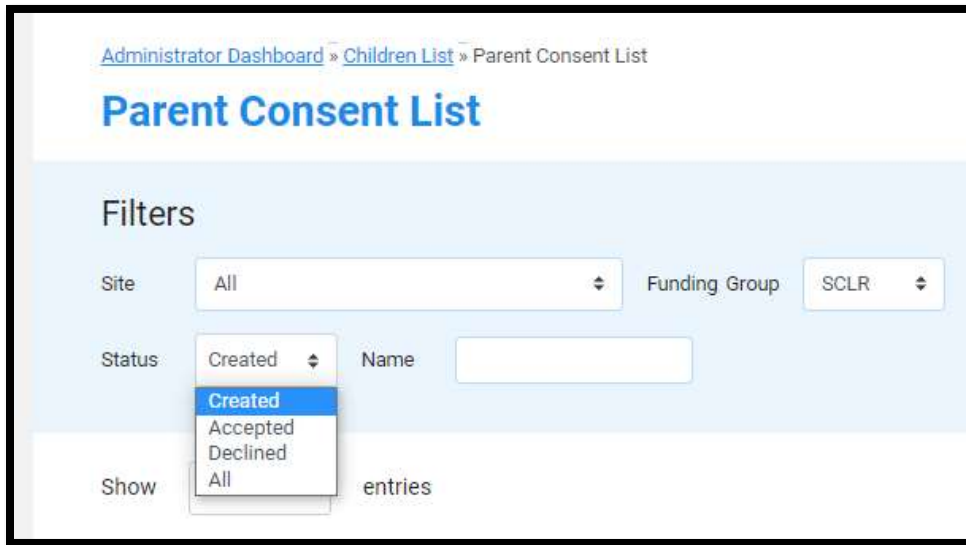 Administrator Dashboard » Children List » Parent Consent List
Parent Consent List
Filters
Site All Funding Group SCLR
Status Created Name
Created
Accepted
Declined
All
Show entries